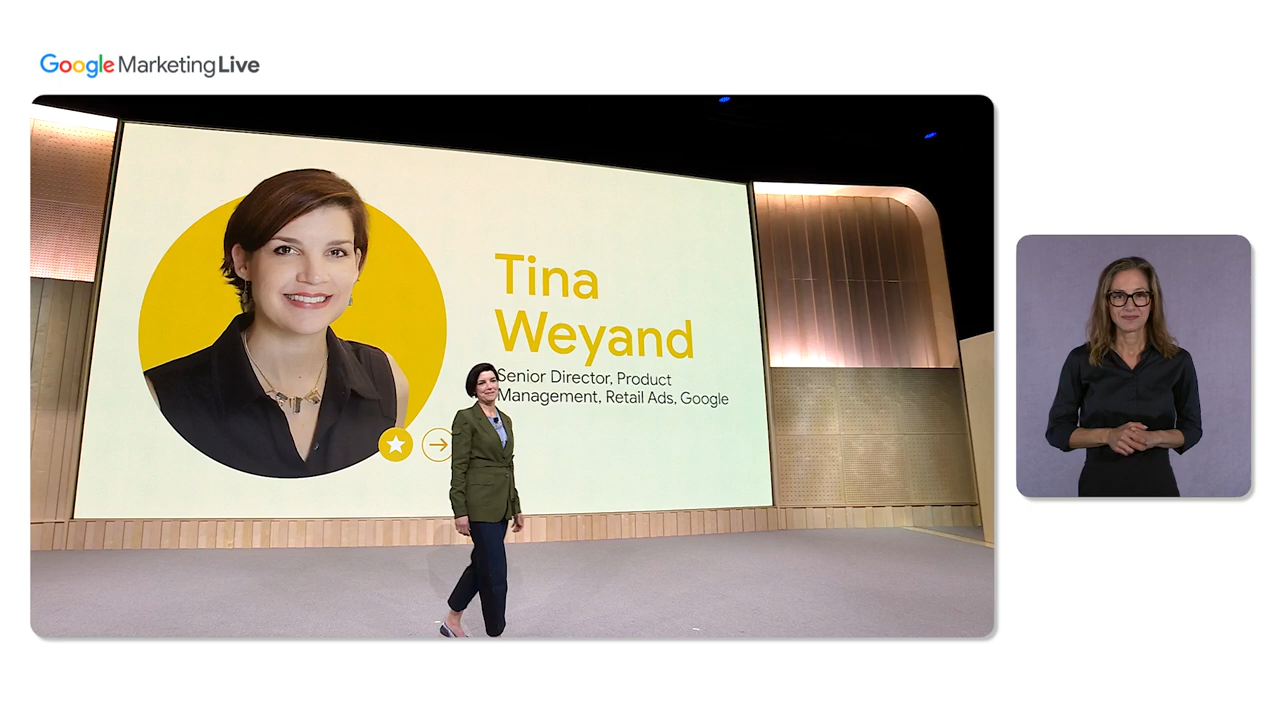 Google Marketing Live
Tina
Weyand
Senior Director, Product
Management, Retail Ads, Google